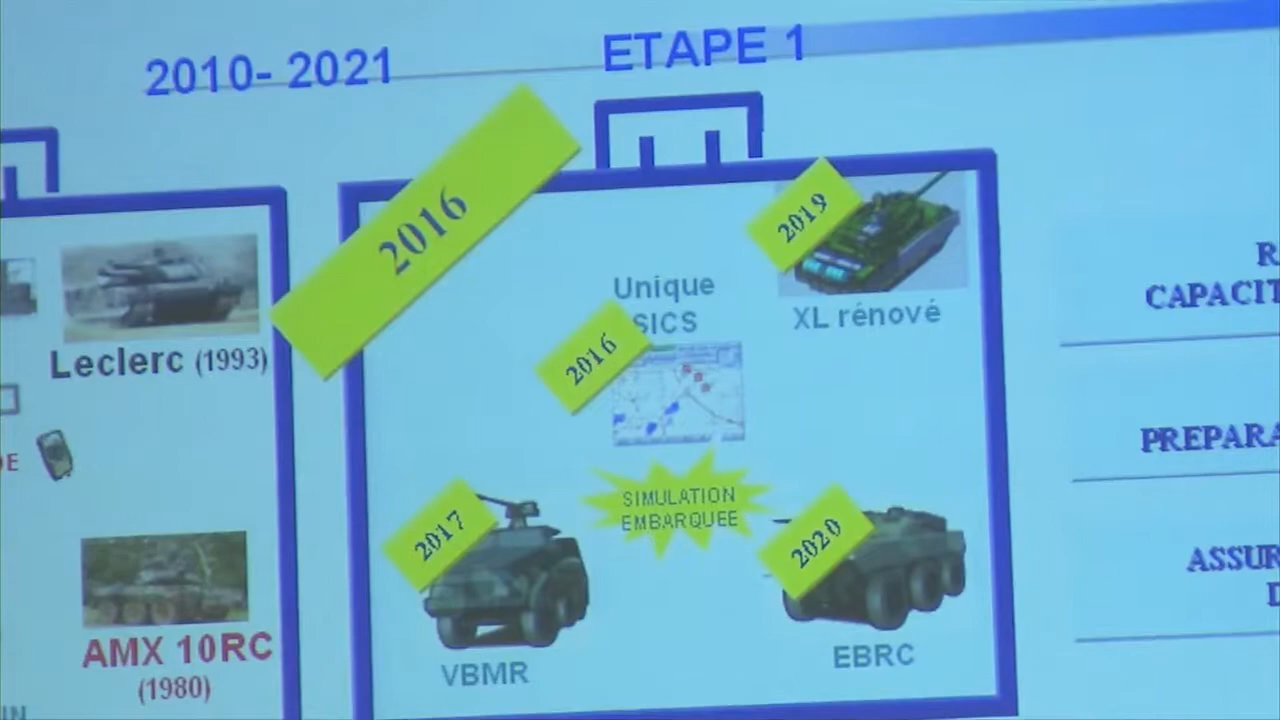 2010- 2021
ETAPE 1
2016
Leclerc (1993)
AMX 10RC
(1980)
2019
XL rénové
Unique
SICS
2016
SIMULATION
EMBARQUEE
2017
VBMR
2020
EBRC
CAPACIT
PREPARA
ASSUR